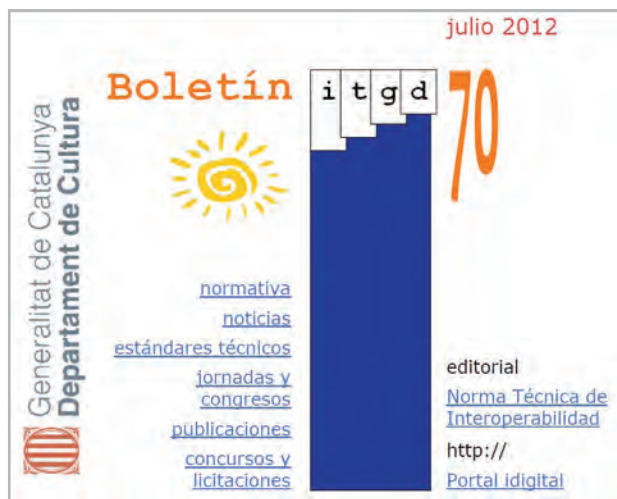 julio 2012
Boletín
i t g d
70
Generalitat de Catalunya
Departament de Cultura
normativa
noticias
estándares técnicos
jornadas y
congresos
publicaciones
concursos y
licitaciones
editorial
Norma Técnica de
Interoperabilidad
http://
Portal idigital